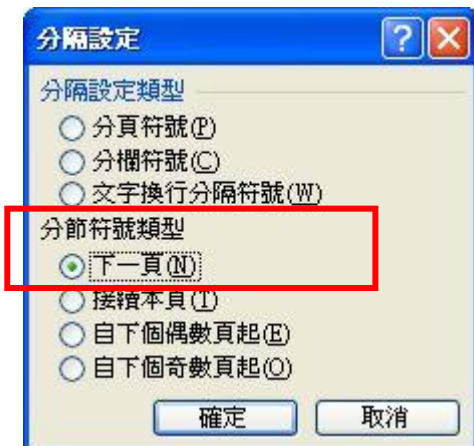 分隔設定
分隔設定類型
分頁符號(P)
分欄符號(C)
文字換行分隔符號(W)
分節符號類型
下一頁(N)
接續本頁(T)
自下個偶數頁起(E)
自下個奇數頁起(O)
確定 取消